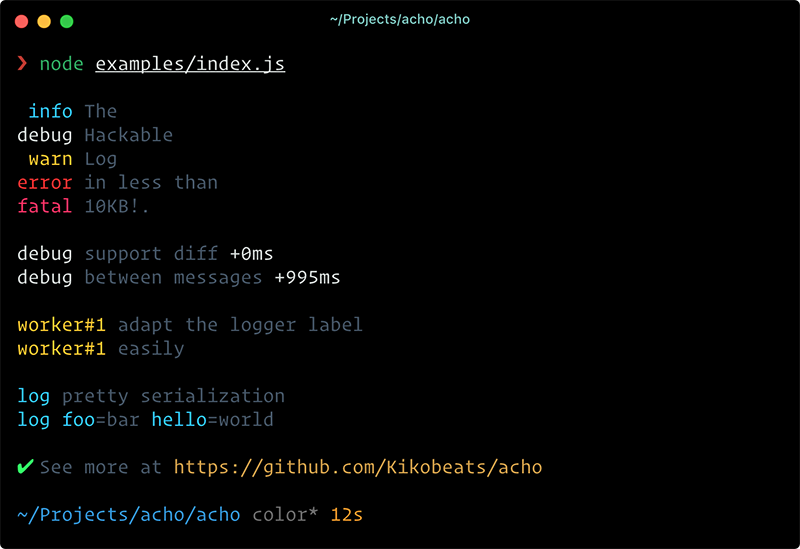 ~/Projects/acho/acho
❯ node examples/index.js
info The
debug Hackable
warn Log
error in less than
fatal 10KB!.
debug support diff +0ms
debug between messages +995ms
worker#1 adapt the logger label
worker#1 easily
log pretty serialization
log foo=bar hello=world
✔ See more at https://github.com/Kikobeats/acho
~/Projects/acho/acho color* 12s